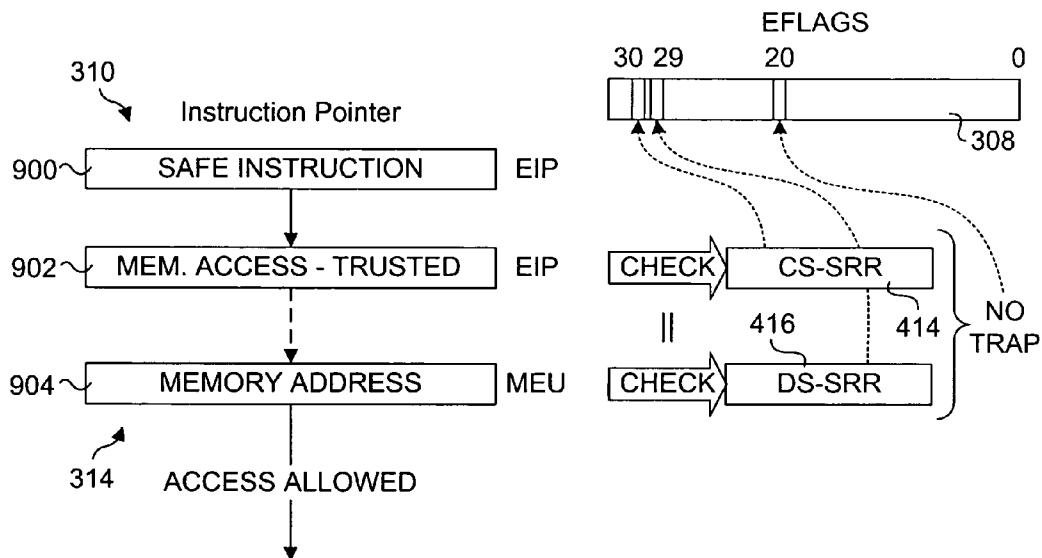 EFLAGS
30 29 20 0
310
Instruction Pointer
308
900 SAFE INSTRUCTION EIP
902 MEM. ACCESS - TRUSTED EIP CHECK CS-SRR
|| 416 414 NO
TRAP
904 MEMORY ADDRESS MEU CHECK DS-SRR
314 ACCESS ALLOWED